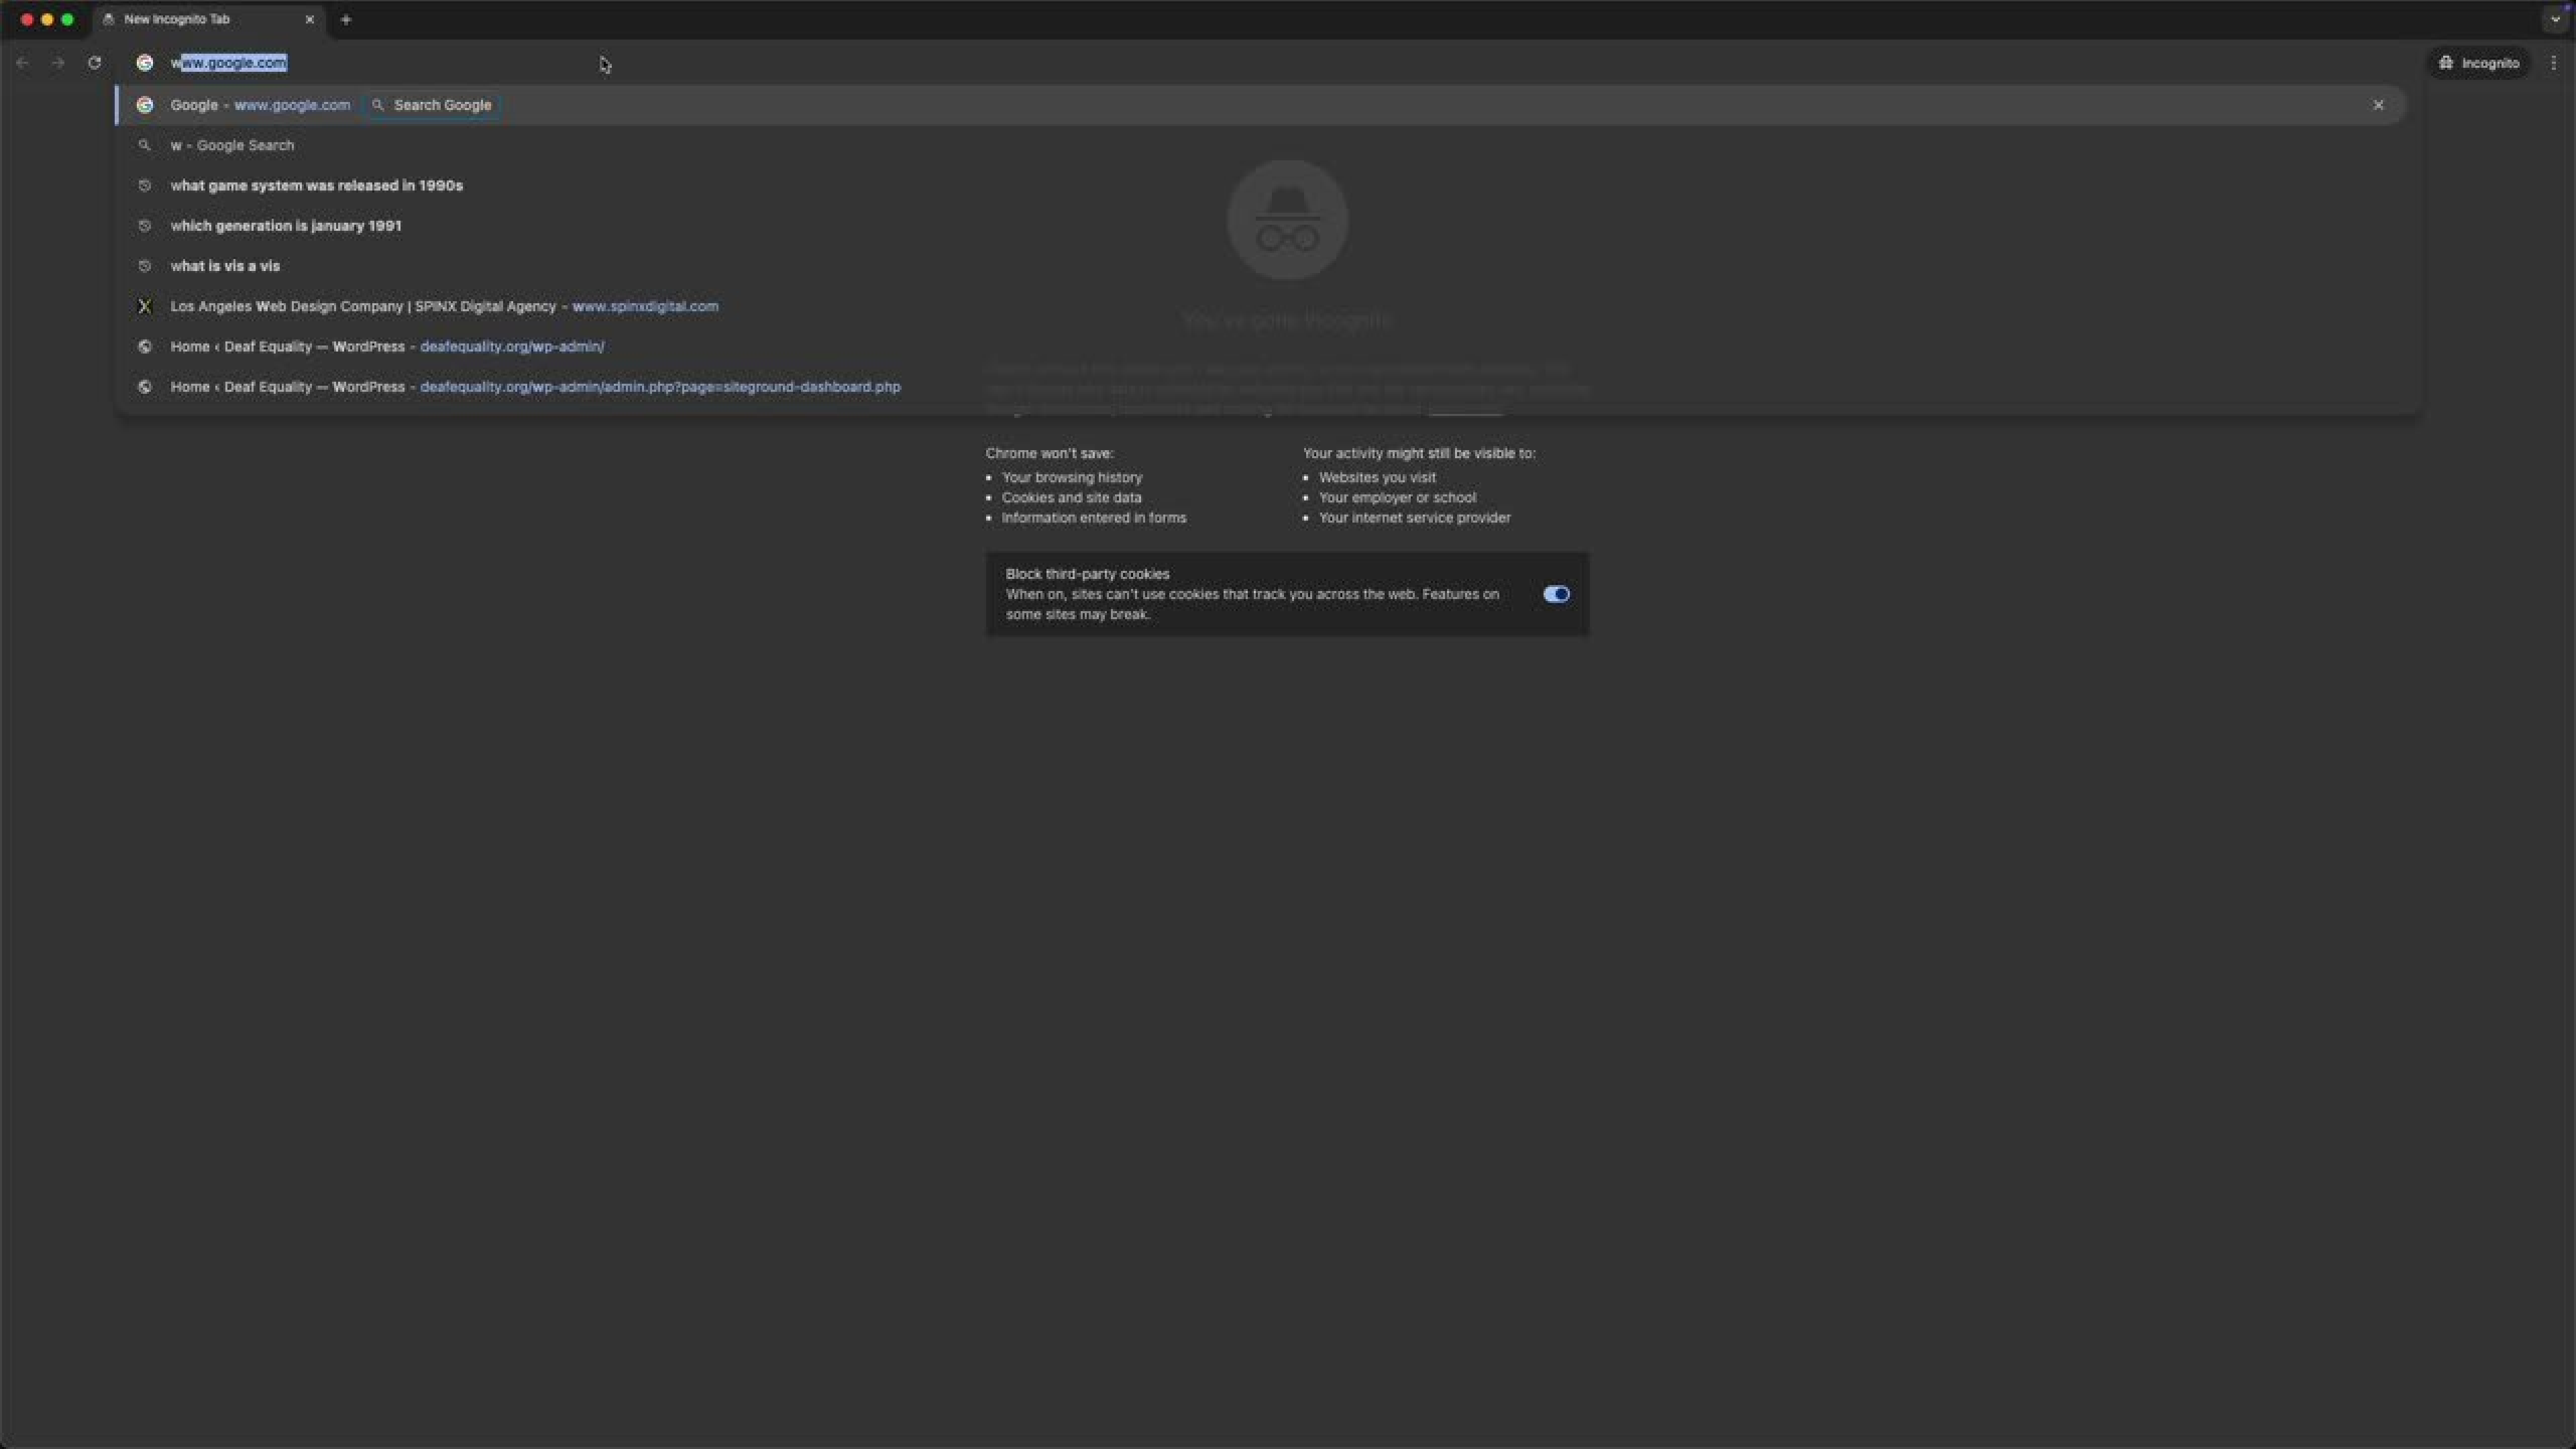 New Incognito Tab
www.google.com
Incognito
Google - www.google.com Search Google
w - Google Search
what game system was released in 1990s
which generation is january 1991
what is vis a vis
Los Angeles Web Design Company | SPINX Digital Agency - www.spinxdigital.com
Home ‹ Deaf Equality — WordPress - deafequality.org/wp-admin/
Home ‹ Deaf Equality — WordPress - deafequality.org/wp-admin/admin.php?page=siteground-dashboard.php
You've gone Incognito
Chrome won't save:
• Your browsing history
• Cookies and site data
• Information entered in forms
Your activity might still be visible to:
• Websites you visit
• Your employer or school
• Your internet service provider
Block third-party cookies
When on, sites can't use cookies that track you across the web. Features on
some sites may break.